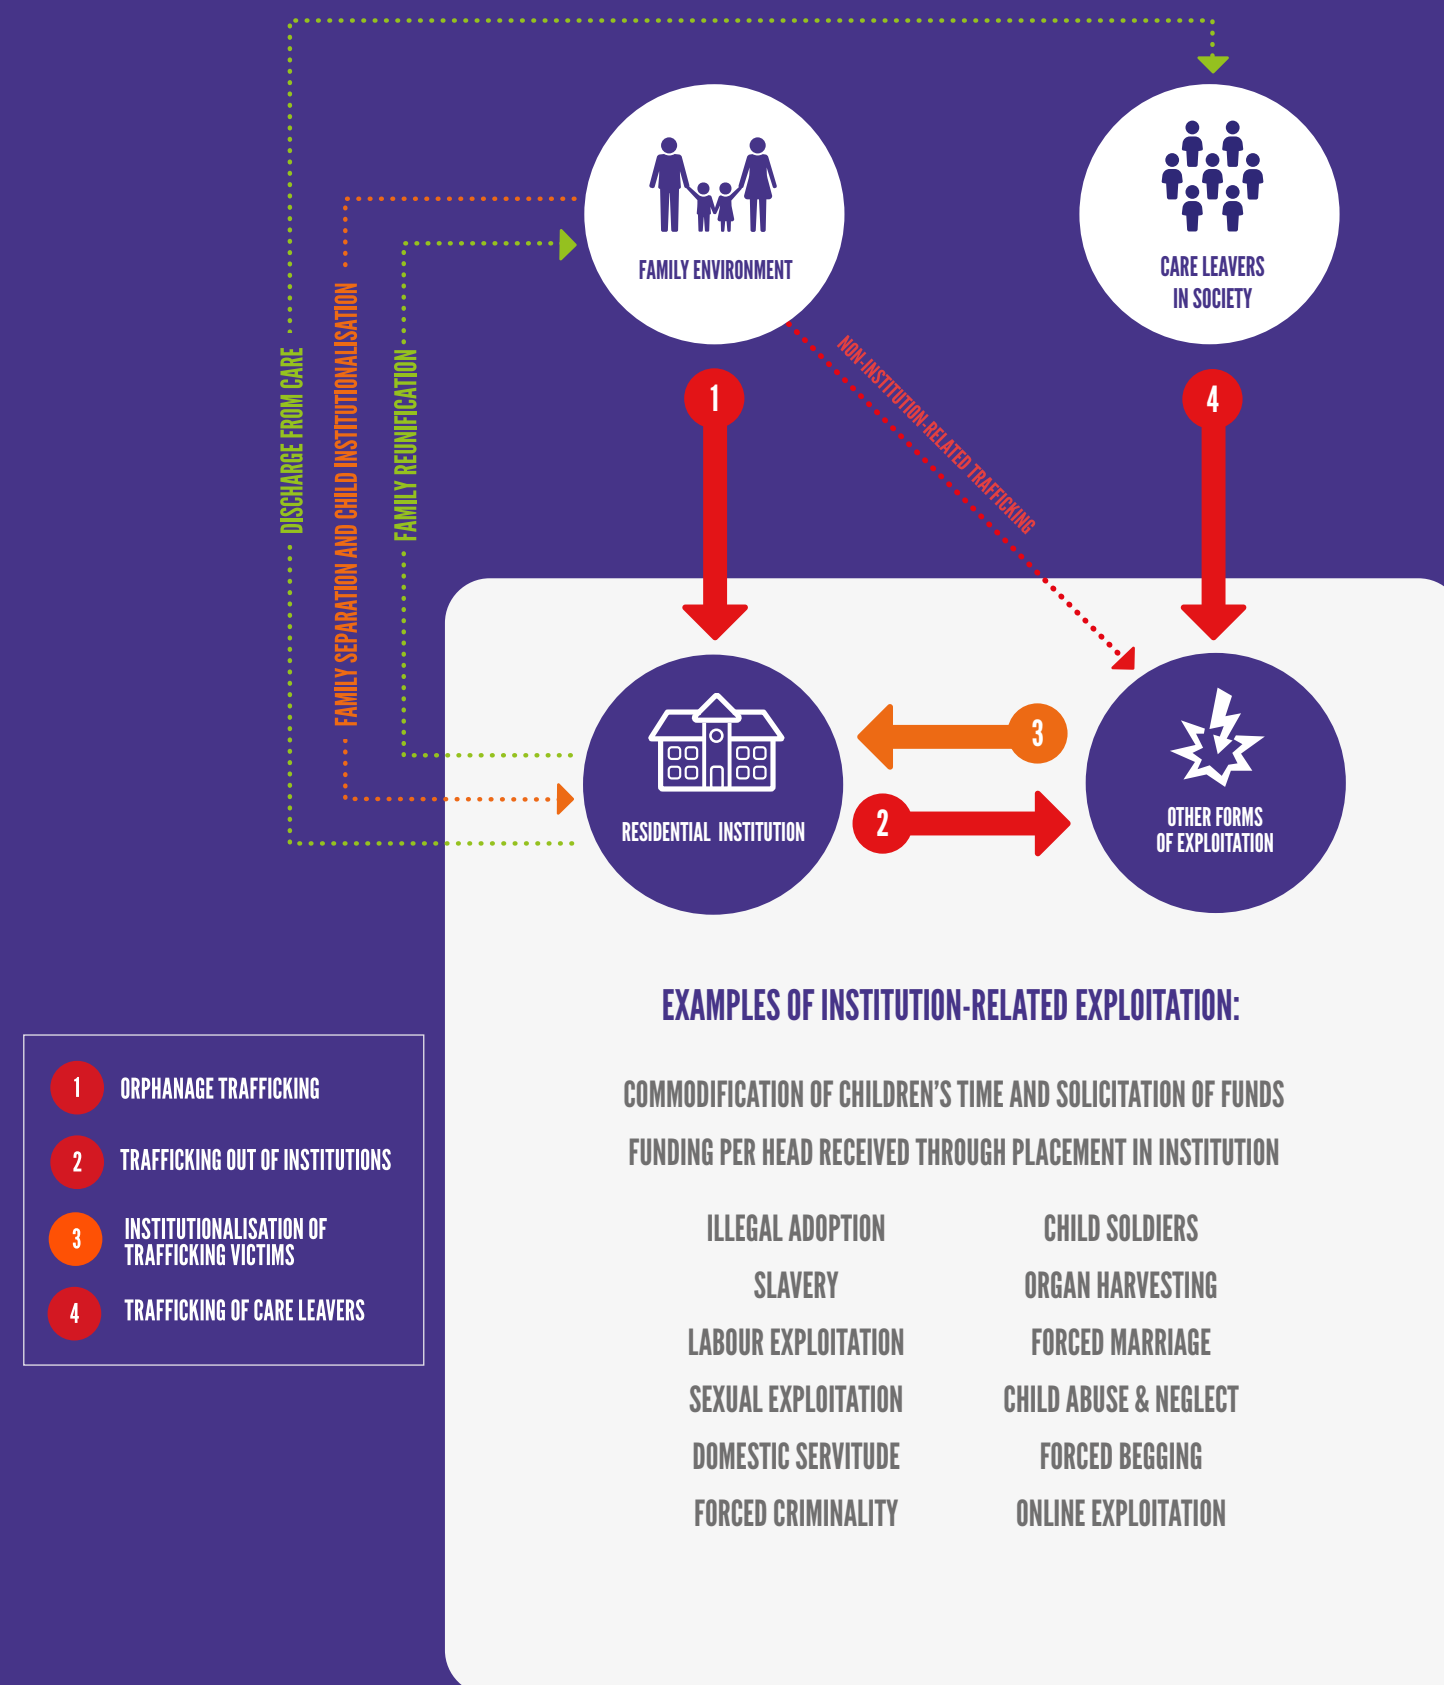 FAMILY ENVIRONMENT
CARE LEAVERS
IN SOCIETY
DISCHARGE FROM CARE
FAMILY SEPARATION AND CHILD INSTITUTIONALISATION
FAMILY REUNIFICATION
NON-INSTITUTION-RELATED TRAFFICKING
1
4
3
2
RESIDENTIAL INSTITUTION
OTHER FORMS
OF EXPLOITATION
EXAMPLES OF INSTITUTION-RELATED EXPLOITATION:
COMMODIFICATION OF CHILDREN'S TIME AND SOLICITATION OF FUNDS
FUNDING PER HEAD RECEIVED THROUGH PLACEMENT IN INSTITUTION
ILLEGAL ADOPTION
SLAVERY
LABOUR EXPLOITATION
SEXUAL EXPLOITATION
DOMESTIC SERVITUDE
FORCED CRIMINALITY
CHILD SOLDIERS
ORGAN HARVESTING
FORCED MARRIAGE
CHILD ABUSE & NEGLECT
FORCED BEGGING
ONLINE EXPLOITATION
1 ORPHANAGE TRAFFICKING
2 TRAFFICKING OUT OF INSTITUTIONS
3 INSTITUTIONALISATION OF
TRAFFICKING VICTIMS
4 TRAFFICKING OF CARE LEAVERS